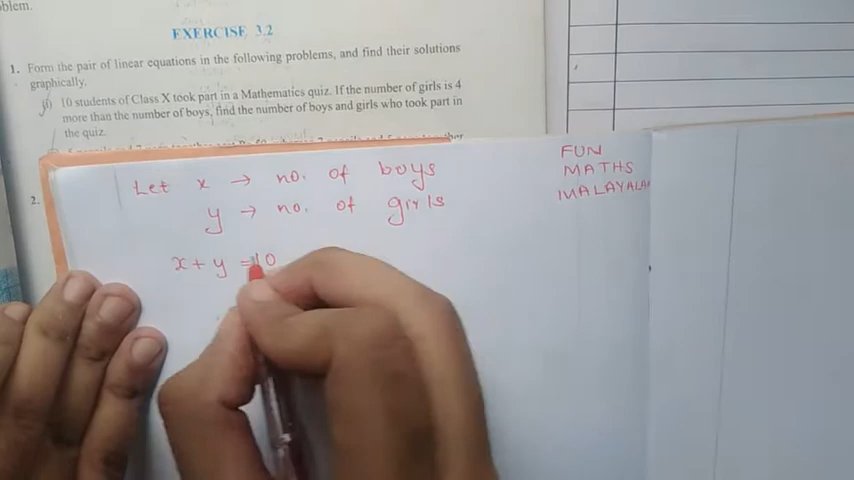 blem.
EXERCISE 3.2
1. Form the pair of linear equations in the following problems, and find their solutions
graphically.
(i) 10 students of Class X took part in a Mathematics quiz. If the number of girls is 4
more than the number of boys, find the number of boys and girls who took part in
the quiz.
2.
Let x → no. of boys
y → no. of girls
x + y = 10
FUN
MATHS
MALAYALA